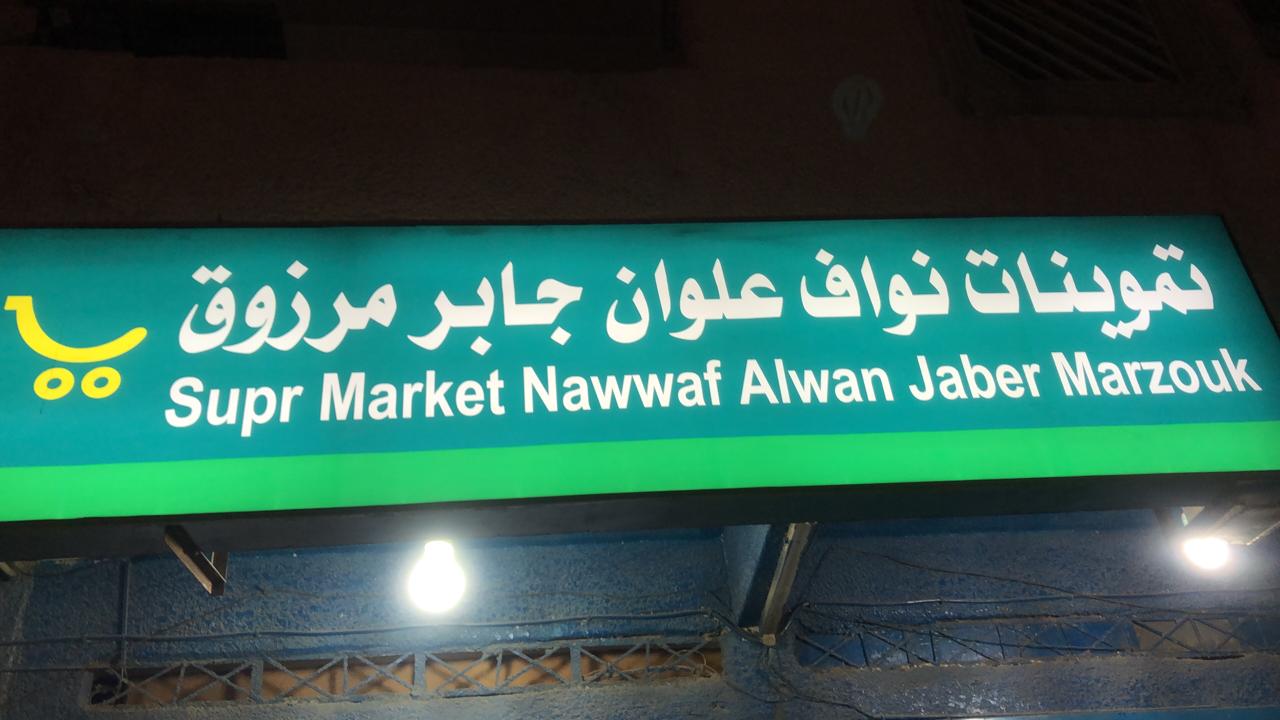 تموينات نواف علوان جابر مرزوق
Supr Market Nawwaf Alwan Jaber Marzouk